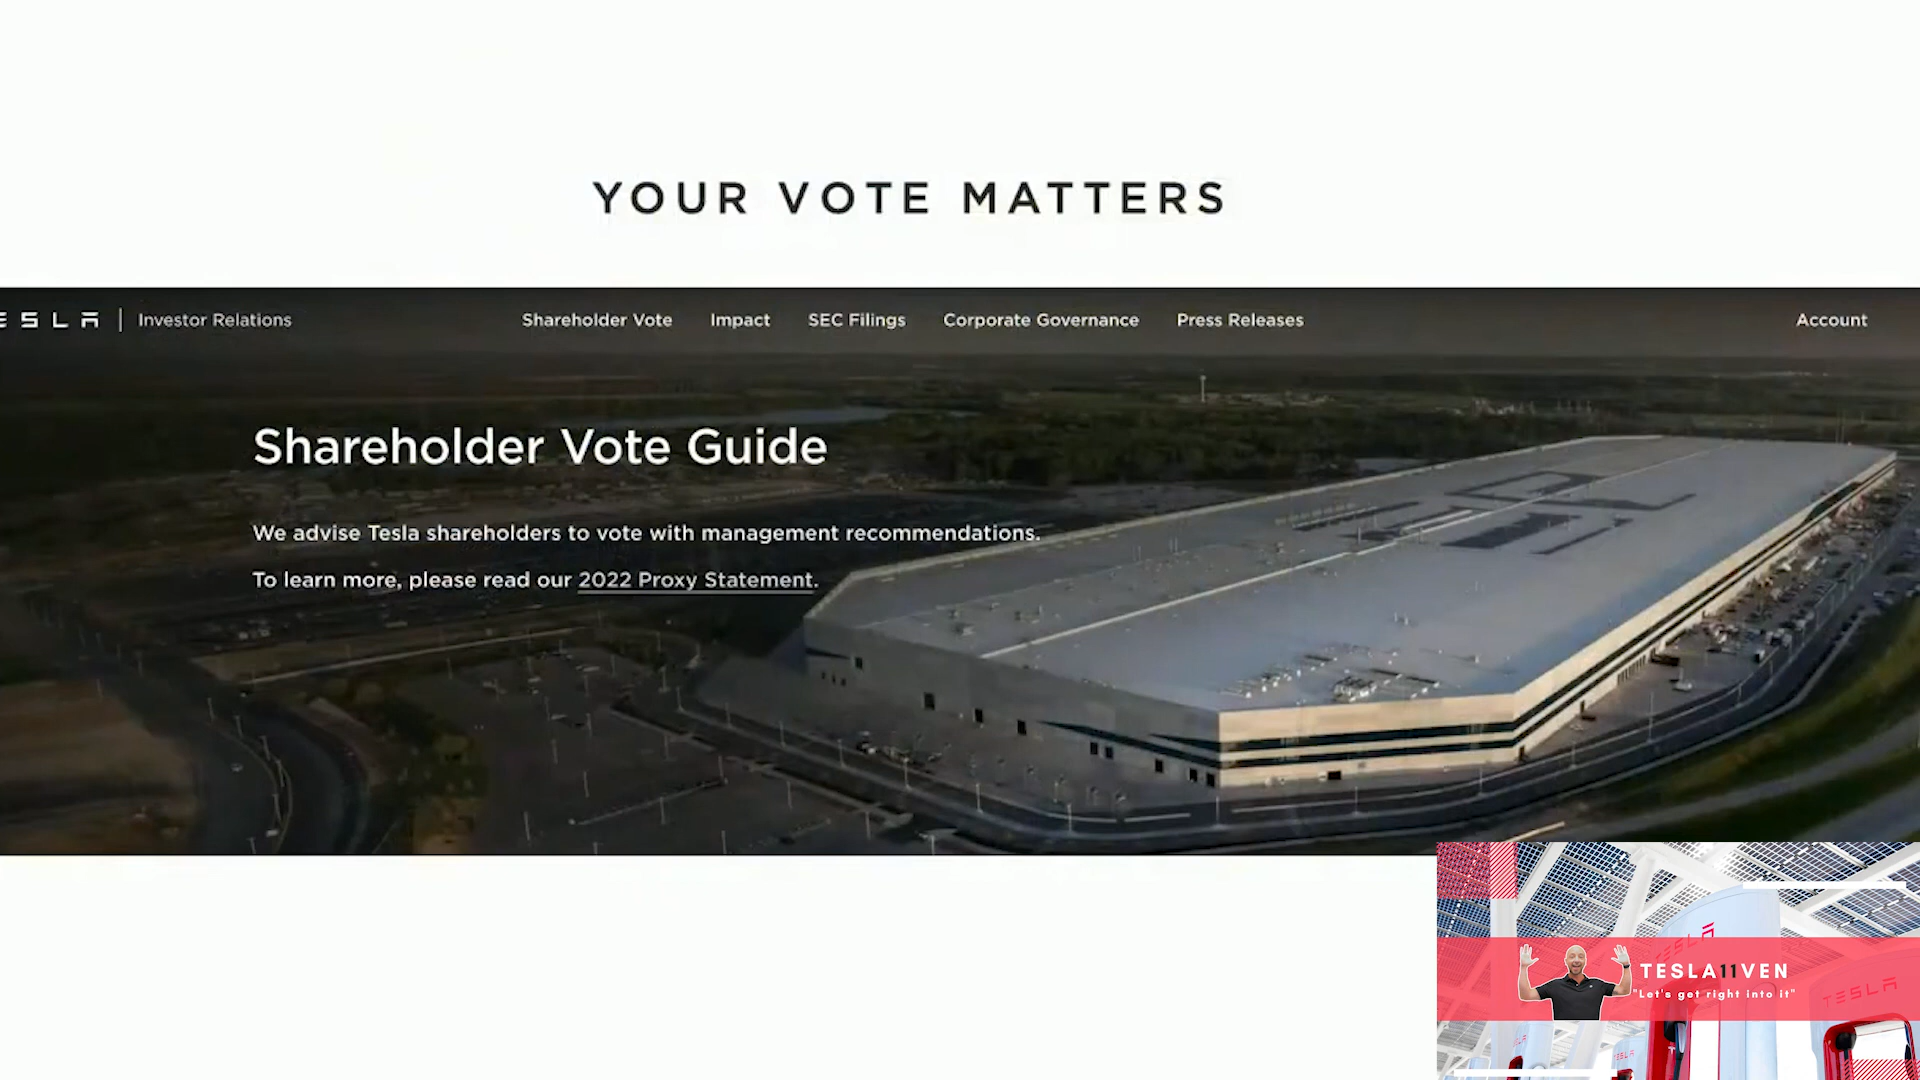 YOUR VOTE MATTERS
ESLA | Investor Relations
Shareholder Vote
Impact
SEC Filings
Corporate Governance
Press Releases
Account
Shareholder Vote Guide
We advise Tesla shareholders to vote with management recommendations.
To learn more, please read our 2022 Proxy Statement.
TESLA
TESLA11VEN
"Let's get right into it"
TESLA